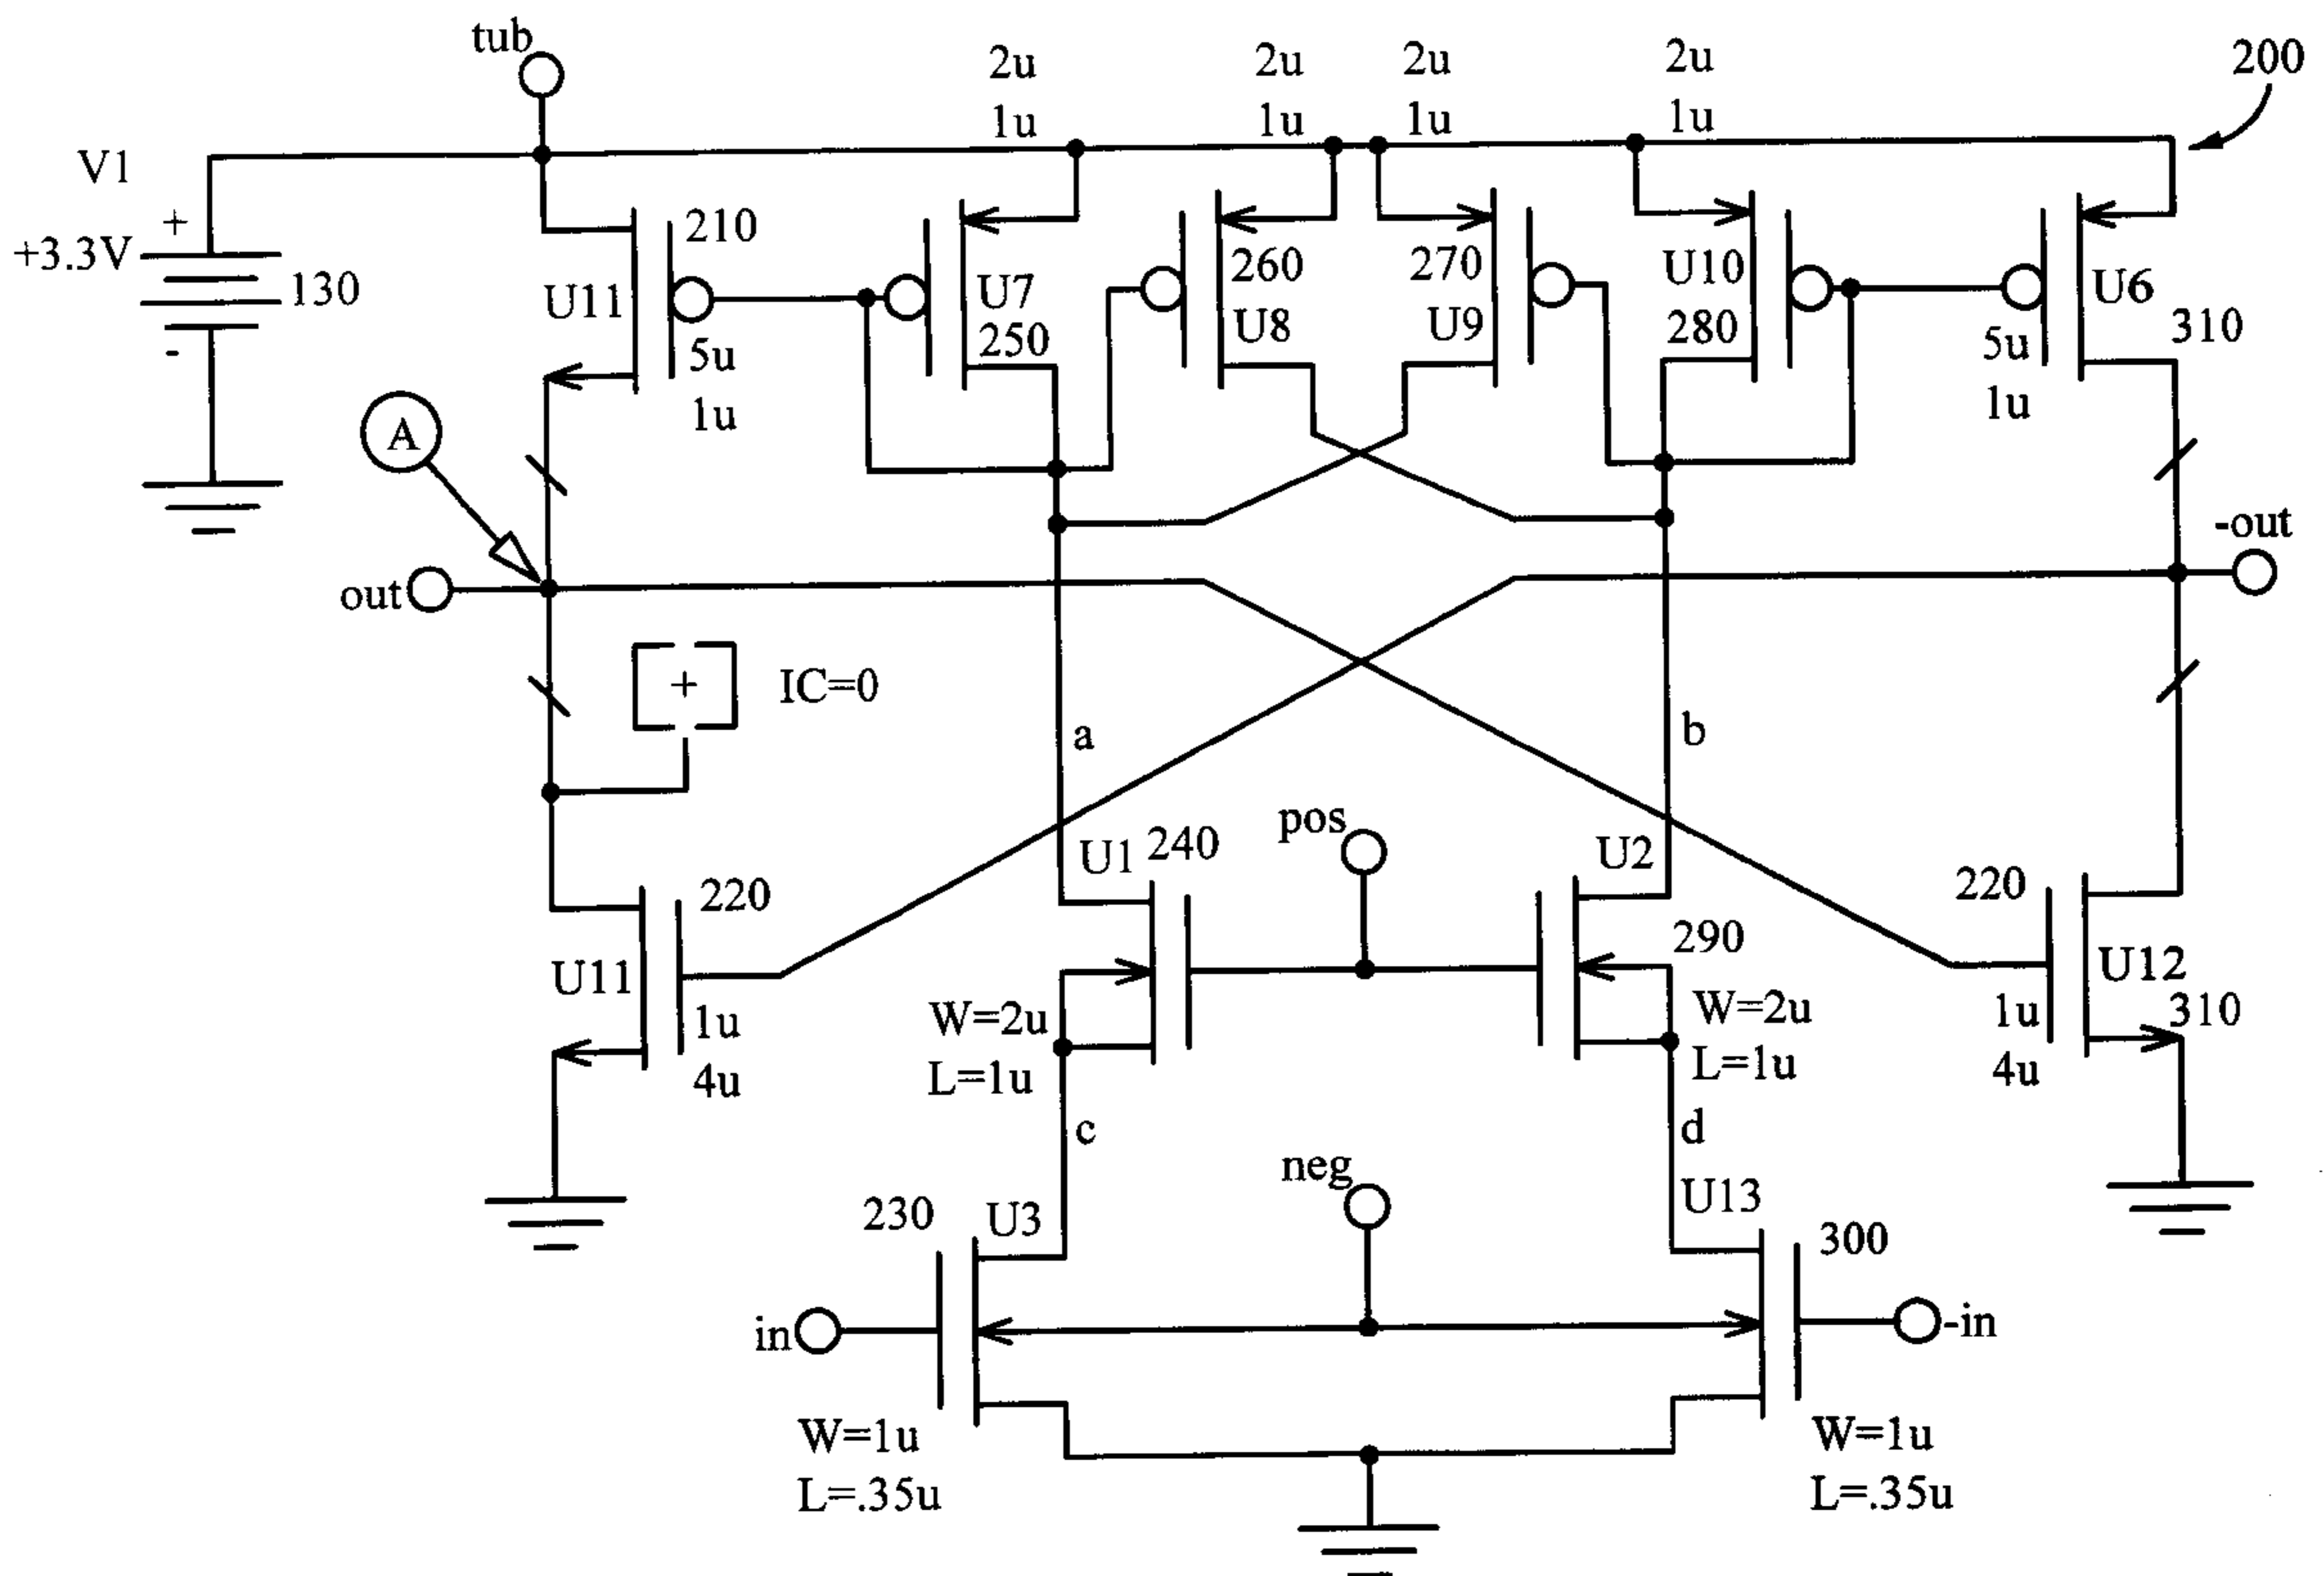 tub
2u
1u
2u
1u
2u
1u
2u
1u
200
V1
+
+3.3V
-
130
210
U11
5u
1u
U7
250
260
U8
270
U9
U10
280
U6
310
5u
1u
A
out
-out
+
IC=0
a
b
pos
U1
240
U2
290
220
U11
1u
4u
220
U12
310
1u
4u
W=2u
L=1u
W=2u
L=1u
c
d
neg
230
U3
U13
300
in
-in
W=1u
L=.35u
W=1u
L=.35u